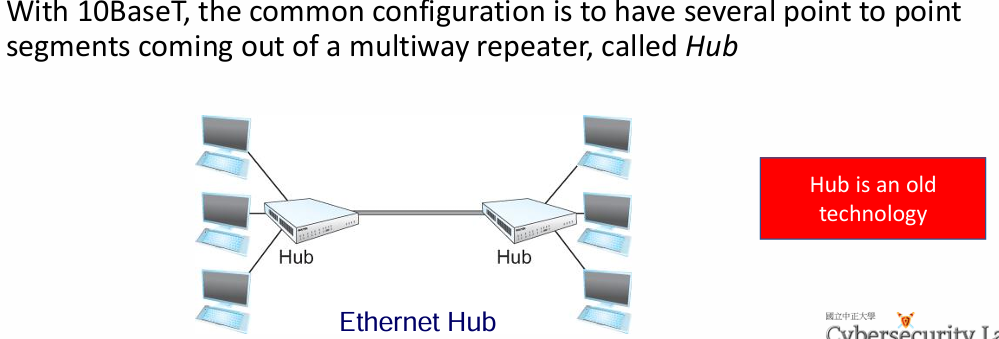 With 10BaseT, the common configuration is to have several point to point
segments coming out of a multiway repeater, called Hub
Hub is an old
technology
Hub
Hub
Ethernet Hub
國立中正大學
Cybersecurity La